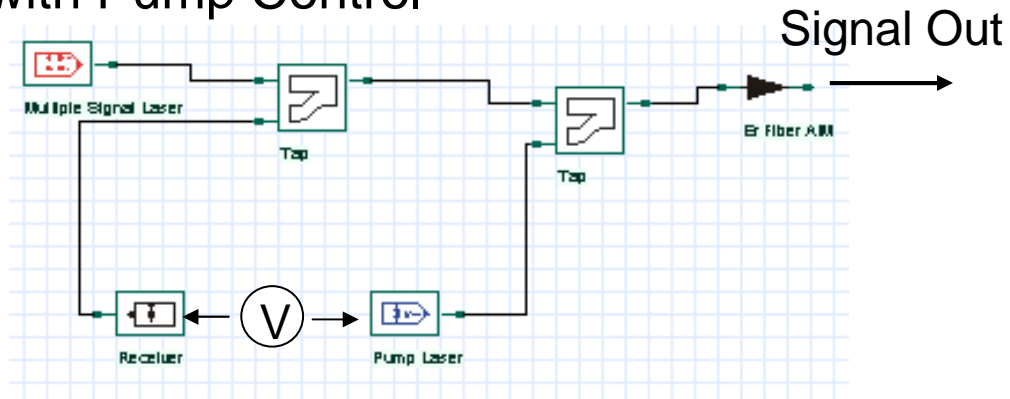 with Pump Control
Signal Out
Multiple Signal Laser
Er Fiber AIM
Tap
Tap
V
Receiver
Pump Laser